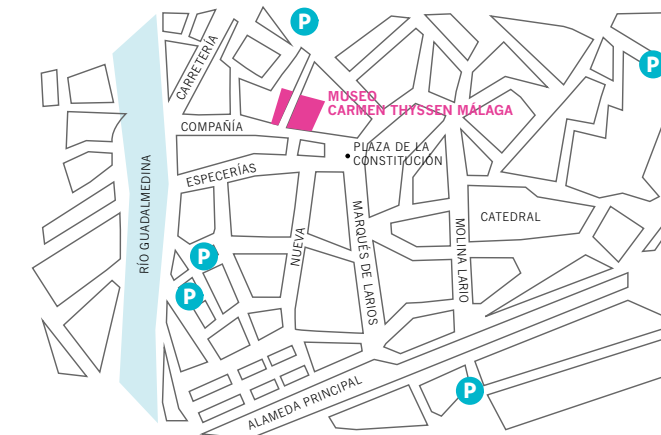 P
P
CARRETERÍA
MUSEO
CARMEN THYSSEN MÁLAGA
COMPAÑÍA
PLAZA DE LA
CONSTITUCIÓN
ESPECERÍAS
RÍO GUADALMEDINA
NUEVA
MARQUÉS DE LARIOS
MOLINA LARIO
CATEDRAL
P
P
P
ALAMEDA PRINCIPAL